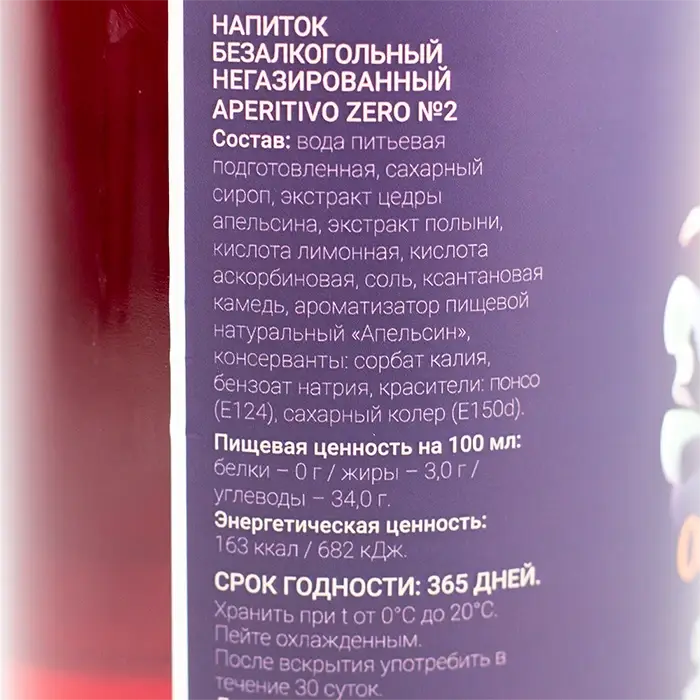 НАПИТОК
БЕЗАЛКОГОЛЬНЫЙ
НЕГАЗИРОВАННЫЙ
APERITIVO ZERO №2
Состав: вода питьевая
подготовленная, сахарный
сироп, экстракт цедры
апельсина, экстракт полыни,
кислота лимонная, кислота
аскорбиновая, соль, ксантановая
камедь, ароматизатор пищевой
натуральный «Апельсин»,
консерванты: сорбат калия,
бензоат натрия, красители: понсо
(Е124), сахарный колер (E150d).
Пищевая ценность на 100 мл:
белки – 0 г / жиры – 3,0 г /
углеводы – 34,0 г.
Энергетическая ценность:
163 ккал / 682 кДж.
СРОК ГОДНОСТИ: 365 ДНЕЙ.
Хранить при t от 0°C до 20°C.
Пейте охлажденным.
После вскрытия употребить в
течение 30 суток.